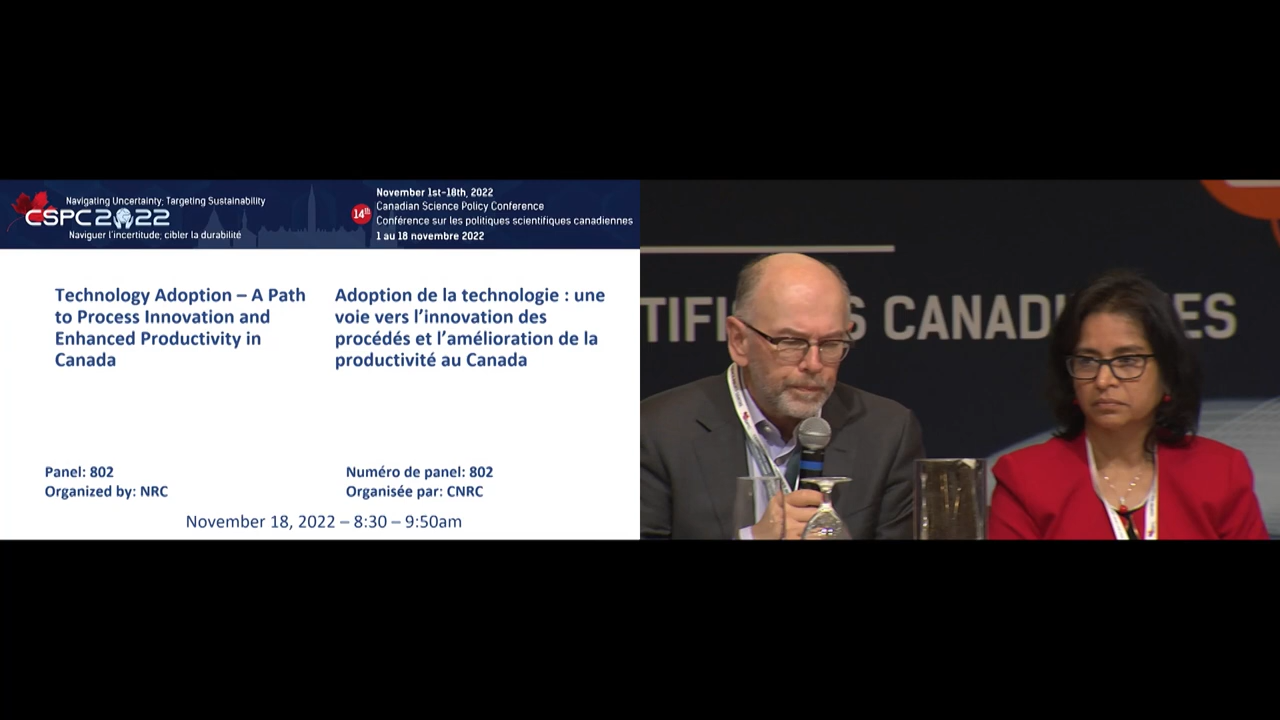 Navigating Uncertainty; Targeting Sustainability
CSPC 2022
Naviguer l'incertitude; cibler la durabilité
14th
November 1st-18th, 2022
Canadian Science Policy Conference
Conférence sur les politiques scientifiques canadiennes
1 au 18 novembre 2022
Technology Adoption – A Path
to Process Innovation and
Enhanced Productivity in
Canada
Adoption de la technologie : une
voie vers l'innovation des
procédés et l'amélioration de la
productivité au Canada
Panel: 802
Organized by: NRC
Numéro de panel: 802
Organisée par: CNRC
November 18, 2022 – 8:30 – 9:50am
TIFI S CANAD ES